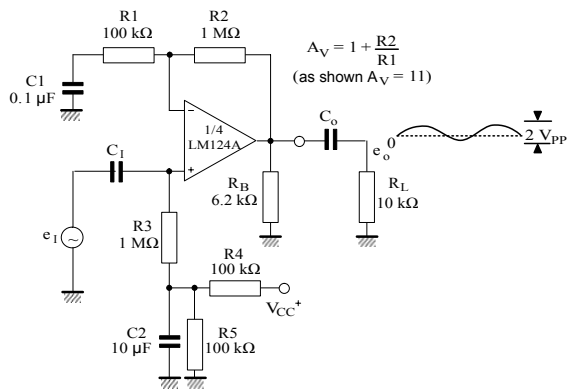 R1
100 kΩ
R2
1 MΩ
A_V = 1 + R2/R1
(as shown A_V = 11)
C1
0.1 µF
1/4
LM124A
C_I
C_o
e_o
0
2 V_PP
R_B
6.2 kΩ
R_L
10 kΩ
e_I
~
R3
1 MΩ
R4
100 kΩ
V_CC+
C2
10 µF
R5
100 kΩ